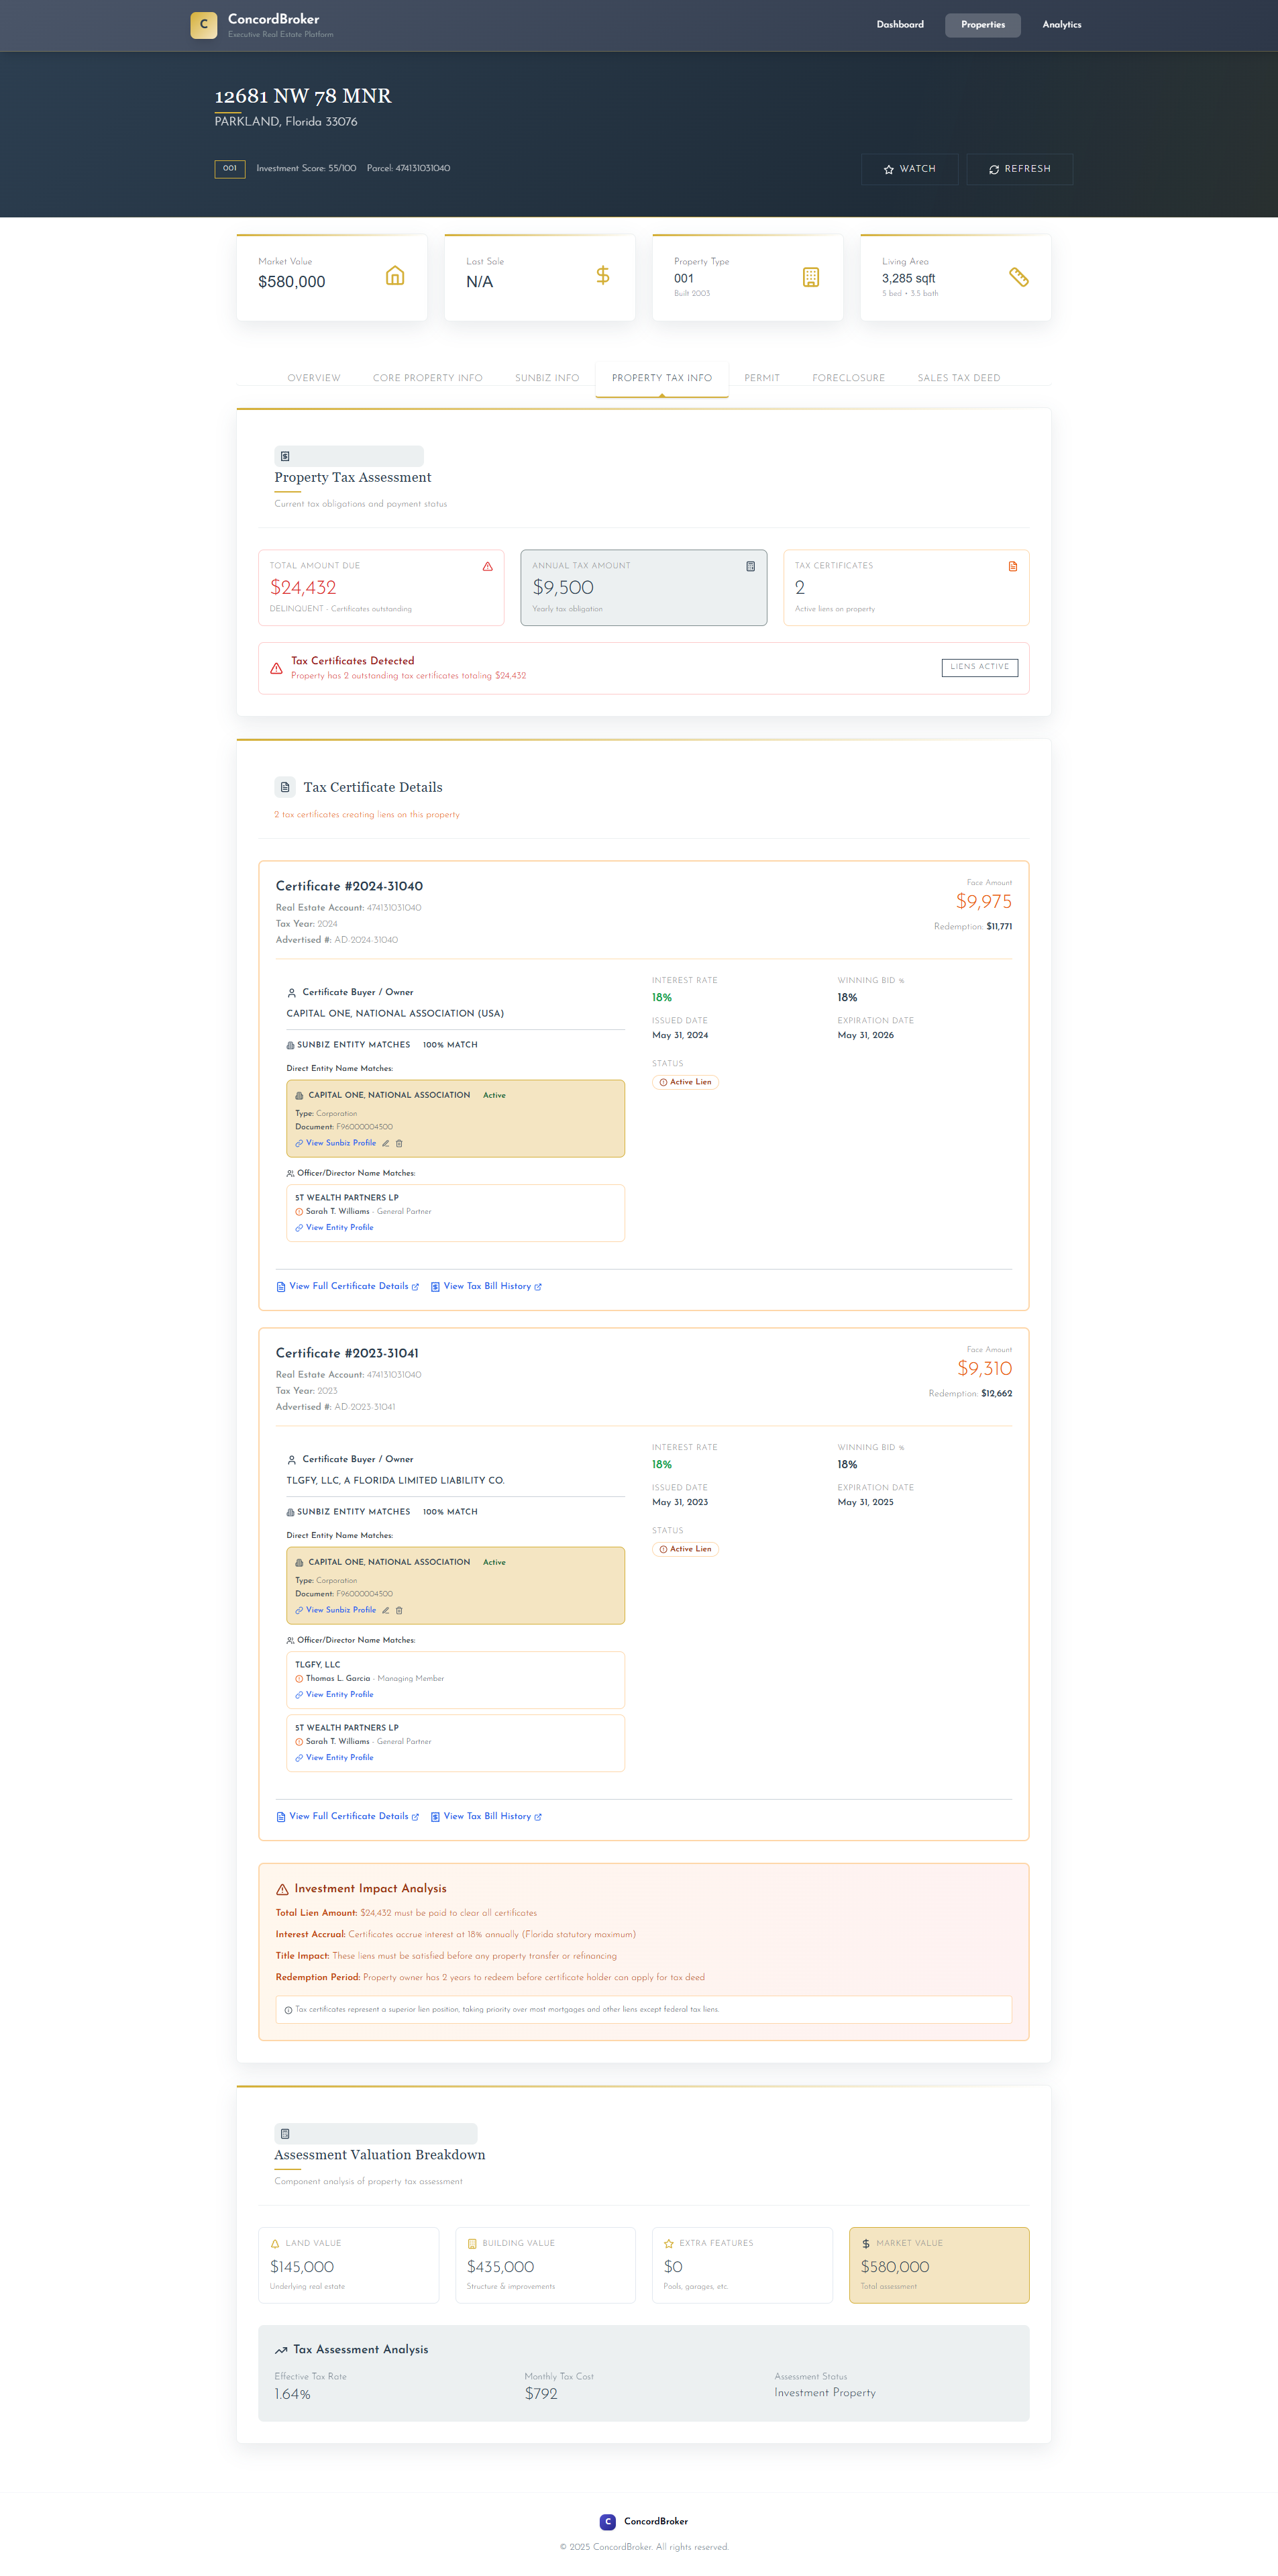 C
ConcordBroker
Executive Real Estate Platform
Dashboard
Properties
Analytics
12681 NW 78 MNR
PARKLAND, Florida 33076
001
Investment Score: 55/100
Parcel: 474131031040
WATCH
REFRESH
Market Value
$580,000
Last Sale
N/A
Property Type
001
Built 2003
Living Area
3,285 sqft
5 bed • 3.5 bath
OVERVIEW
CORE PROPERTY INFO
SUNBIZ INFO
PROPERTY TAX INFO
PERMIT
FORECLOSURE
SALES TAX DEED
Property Tax Assessment
Current tax obligations and payment status
TOTAL AMOUNT DUE
$24,432
DELINQUENT - Certificates outstanding
ANNUAL TAX AMOUNT
$9,500
Yearly tax obligation
TAX CERTIFICATES
2
Active liens on property
Tax Certificates Detected
Property has 2 outstanding tax certificates totaling $24,432
LIENS ACTIVE
Tax Certificate Details
2 tax certificates creating liens on this property
Certificate #2024-31040
Real Estate Account: 474131031040
Tax Year: 2024
Advertised #: AD-2024-31040
Face Amount
$9,975
Redemption: $11,771
Certificate Buyer / Owner
CAPITAL ONE, NATIONAL ASSOCIATION (USA)
SUNBIZ ENTITY MATCHES 100% MATCH
Direct Entity Name Matches:
CAPITAL ONE, NATIONAL ASSOCIATION Active
Type: Corporation
Document: F96000004500
View Sunbiz Profile
Officer/Director Name Matches:
5T WEALTH PARTNERS LP
Sarah T. Williams - General Partner
View Entity Profile
INTEREST RATE
18%
WINNING BID %
18%
ISSUED DATE
May 31, 2024
EXPIRATION DATE
May 31, 2026
STATUS
Active Lien
View Full Certificate Details
View Tax Bill History
Certificate #2023-31041
Real Estate Account: 474131031040
Tax Year: 2023
Advertised #: AD-2023-31041
Face Amount
$9,310
Redemption: $12,662
Certificate Buyer / Owner
TLGFY, LLC, A FLORIDA LIMITED LIABILITY CO.
SUNBIZ ENTITY MATCHES 100% MATCH
Direct Entity Name Matches:
CAPITAL ONE, NATIONAL ASSOCIATION Active
Type: Corporation
Document: F96000004500
View Sunbiz Profile
Officer/Director Name Matches:
TLGFY, LLC
Thomas L. Garcia - Managing Member
View Entity Profile
5T WEALTH PARTNERS LP
Sarah T. Williams - General Partner
View Entity Profile
INTEREST RATE
18%
WINNING BID %
18%
ISSUED DATE
May 31, 2023
EXPIRATION DATE
May 31, 2025
STATUS
Active Lien
View Full Certificate Details
View Tax Bill History
Investment Impact Analysis
Total Lien Amount: $24,432 must be paid to clear all certificates
Interest Accrual: Certificates accrue interest at 18% annually (Florida statutory maximum)
Title Impact: These liens must be satisfied before any property transfer or refinancing
Redemption Period: Property owner has 2 years to redeem before certificate holder can apply for tax deed
Tax certificates represent a superior lien position, taking priority over most mortgages and other liens except federal tax liens.
Assessment Valuation Breakdown
Component analysis of property tax assessment
LAND VALUE
$145,000
Underlying real estate
BUILDING VALUE
$435,000
Structure & improvements
EXTRA FEATURES
$0
Pools, garages, etc.
MARKET VALUE
$580,000
Total assessment
Tax Assessment Analysis
Effective Tax Rate
1.64%
Monthly Tax Cost
$792
Assessment Status
Investment Property
C
ConcordBroker
© 2025 ConcordBroker. All rights reserved.